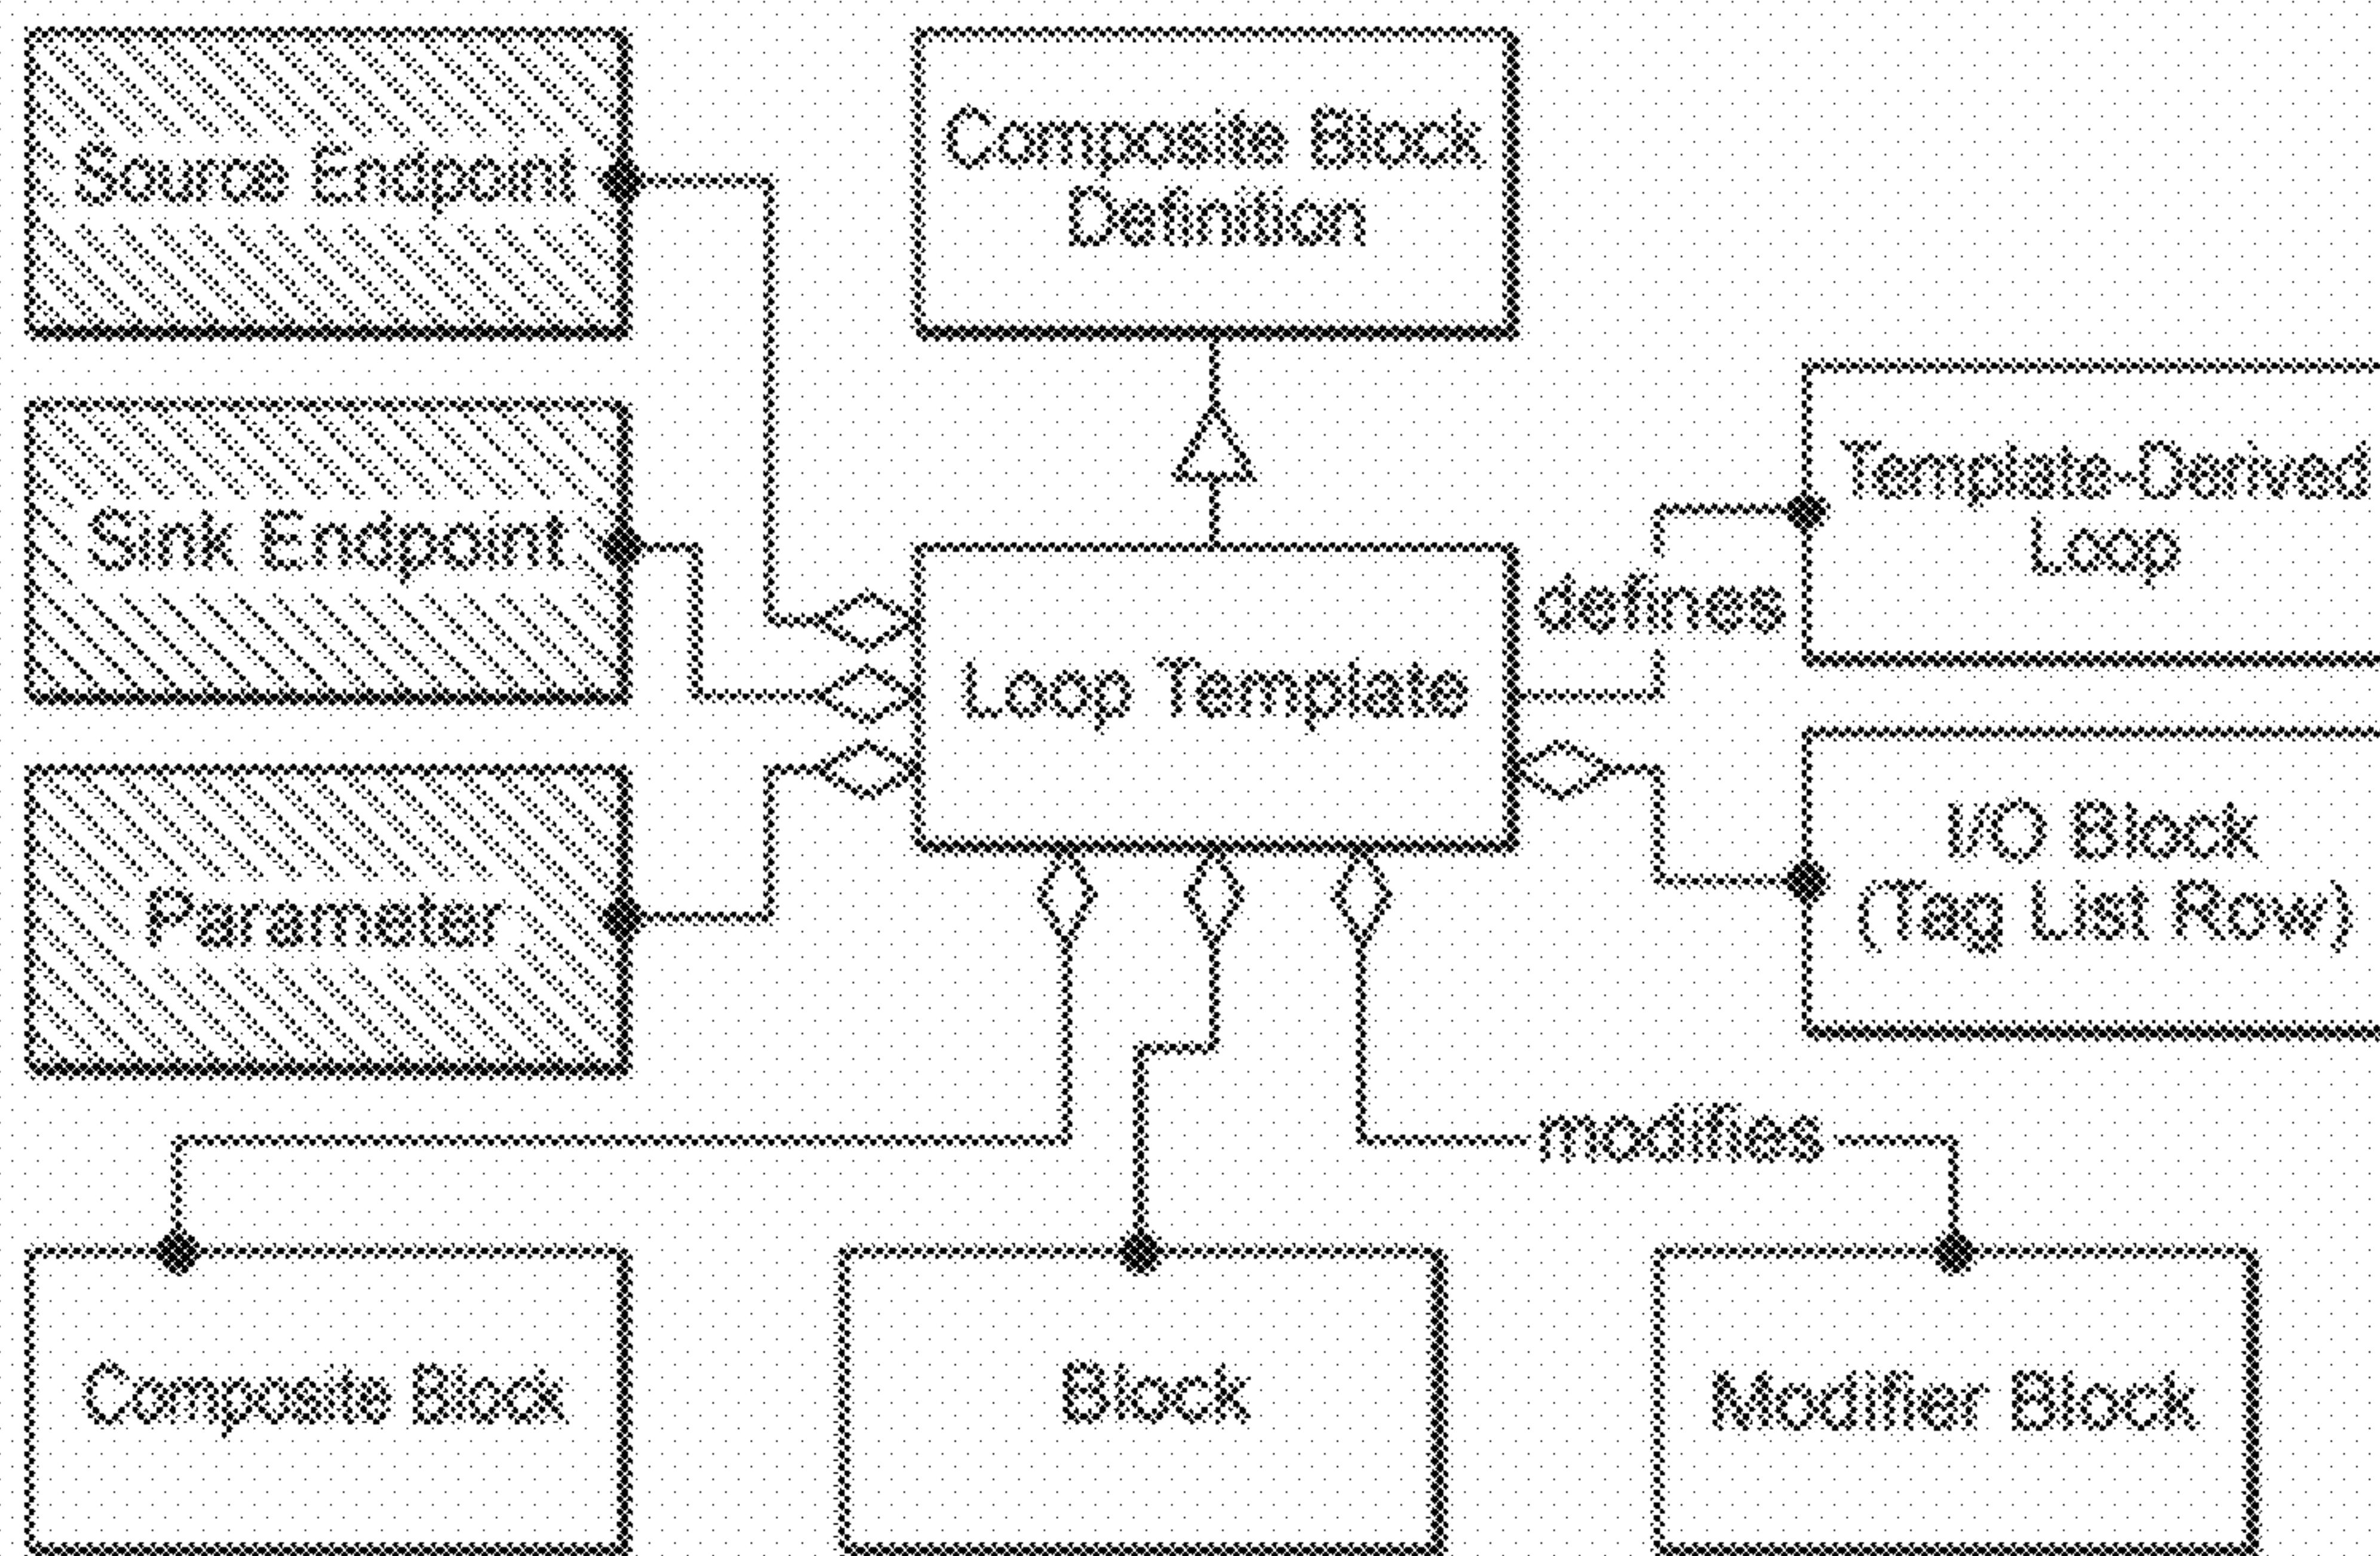 Source Endpoint
Composite Block
Definition
Sink Endpoint
Template-Derived
Loop
defines
Loop Template
I/O Block
(Tag List Row)
Parameter
modifies
Composite Block
Block
Modifier Block